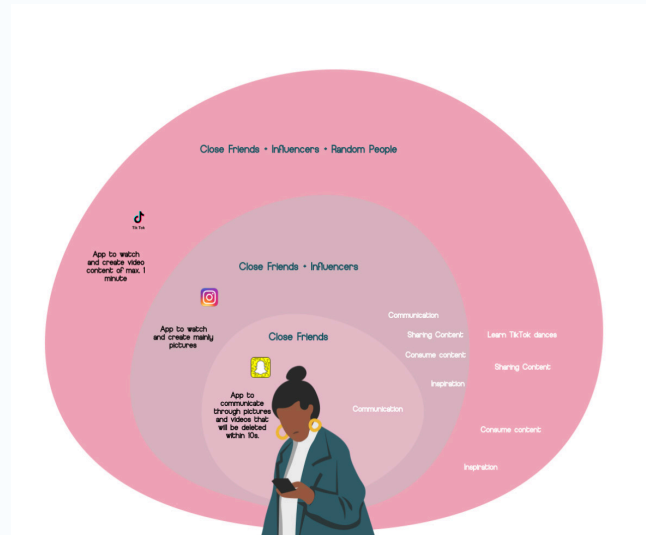 Close Friends • Influencers • Random People
Tik Tok
App to watch
and create video
content of max. 1
minute
Close Friends • Influencers
App to watch
and create mainly
pictures
Close Friends
App to
communicate
through pictures
and videos that
will be deleted
within 10s.
Communication
Communication
Sharing Content
Consume content
Inspiration
Learn TikTok dances
Sharing Content
Consume content
Inspiration